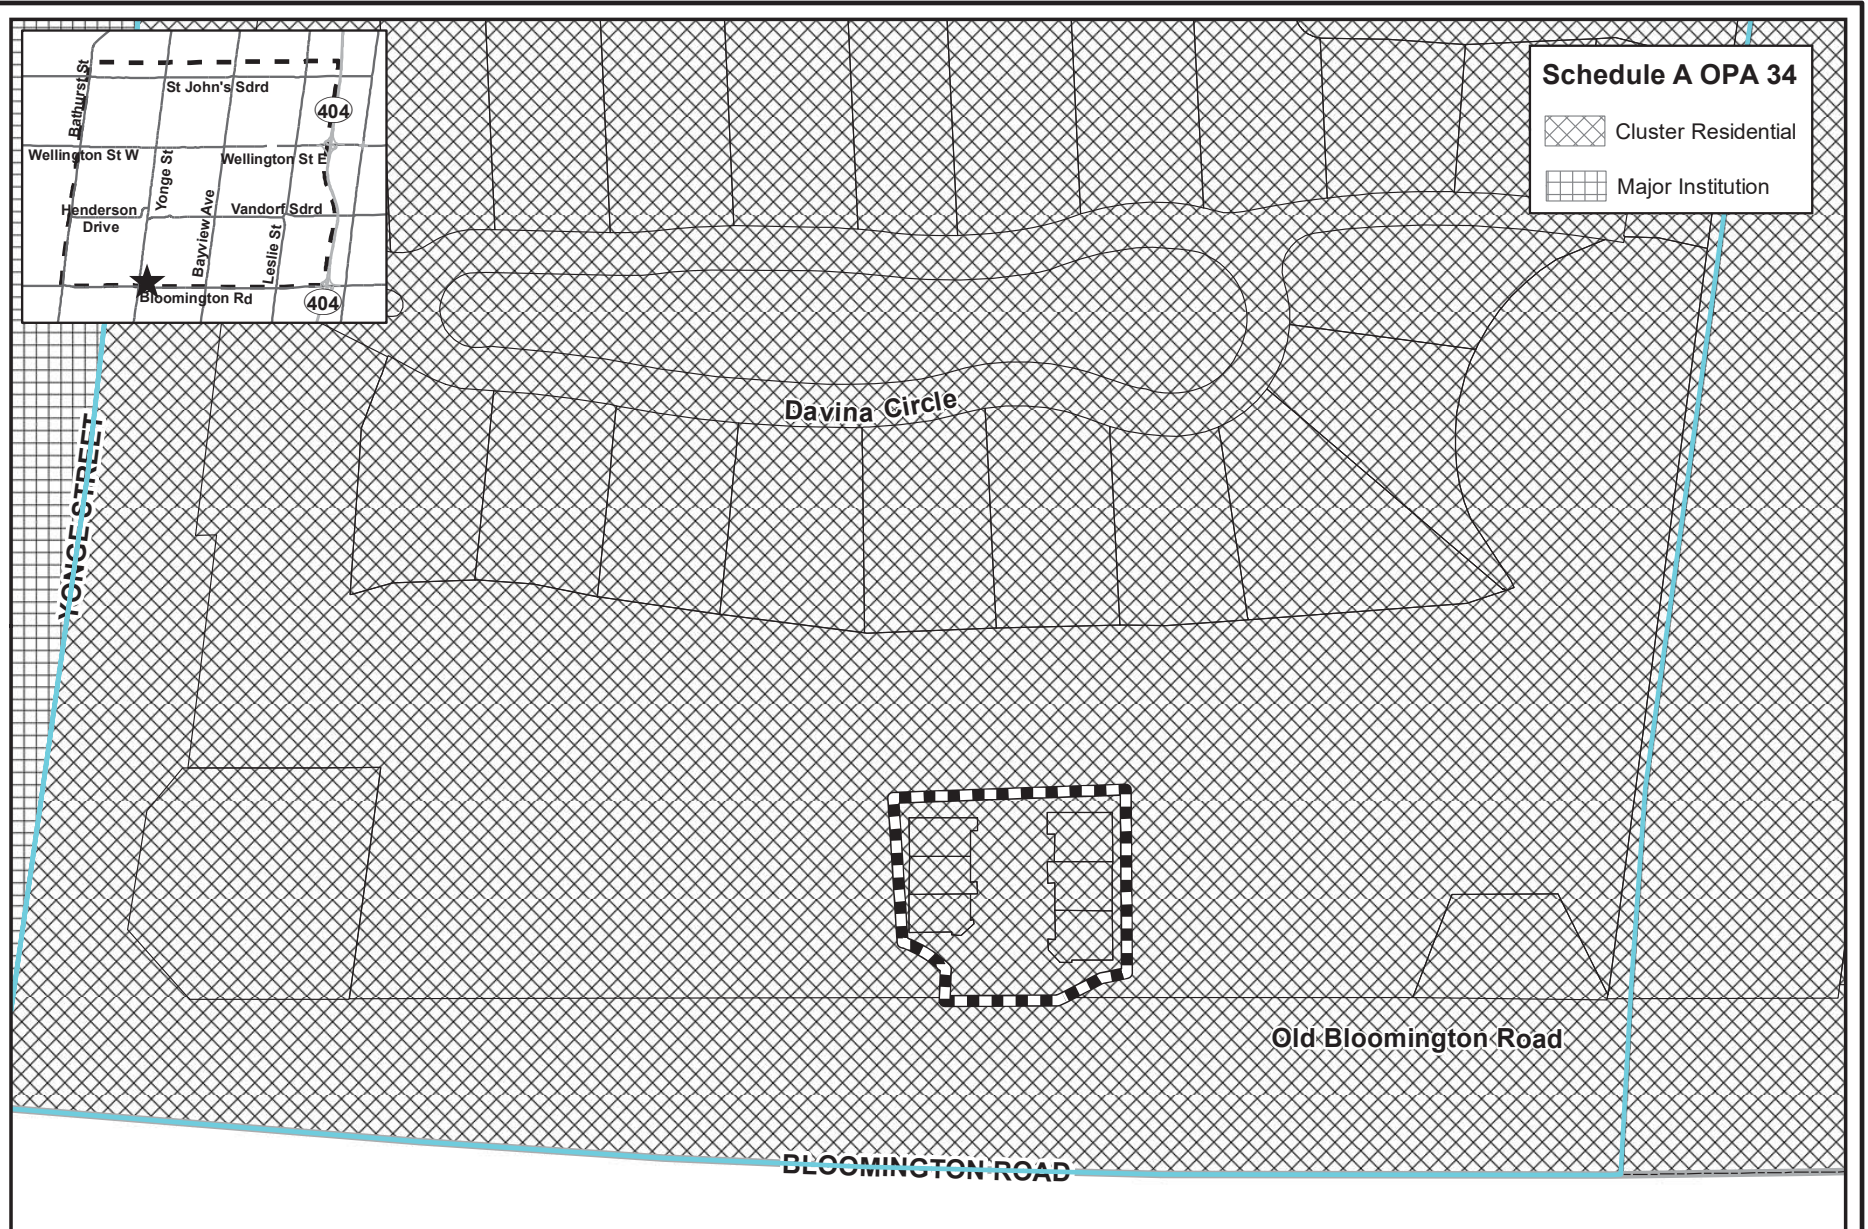 Schedule A OPA 34
Cluster Residential
Major Institution
Bathurst St
St John's Sdrd
404
Wellington St W
Yonge St
Wellington St E
Henderson
Drive
Bayview Ave
Vandorf Sdrd
Leslie St
Bloomington Rd
404
Davina Circle
YONGE STREET
Old Bloomington Road
BLOOMINGTON ROAD